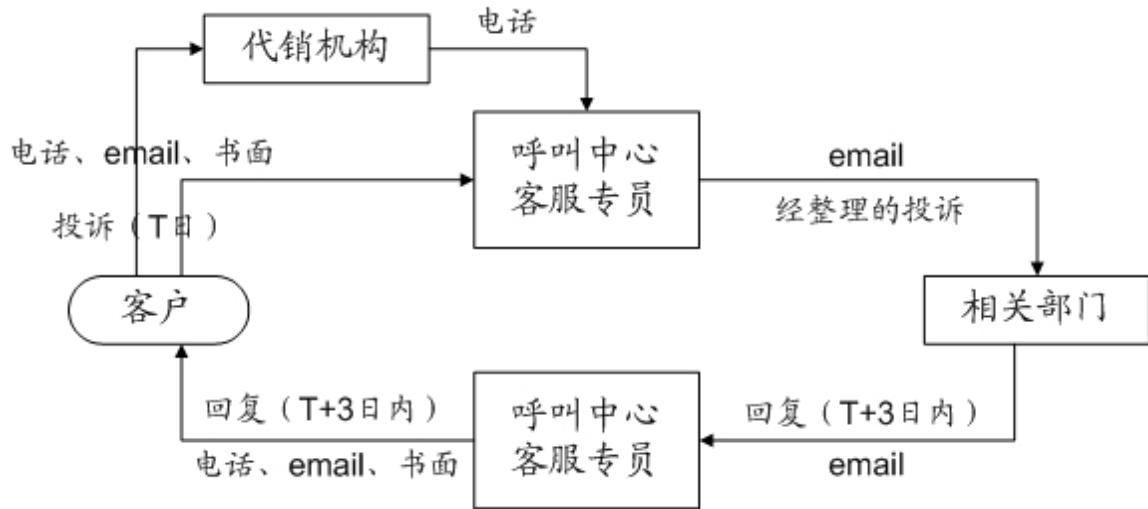 代销机构
电话
电话、email、书面
呼叫中心
客服专员
email
经整理的投诉
投诉（T日）
客户
相关部门
回复（T+3日内）
电话、email、书面
呼叫中心
客服专员
回复（T+3日内）
email